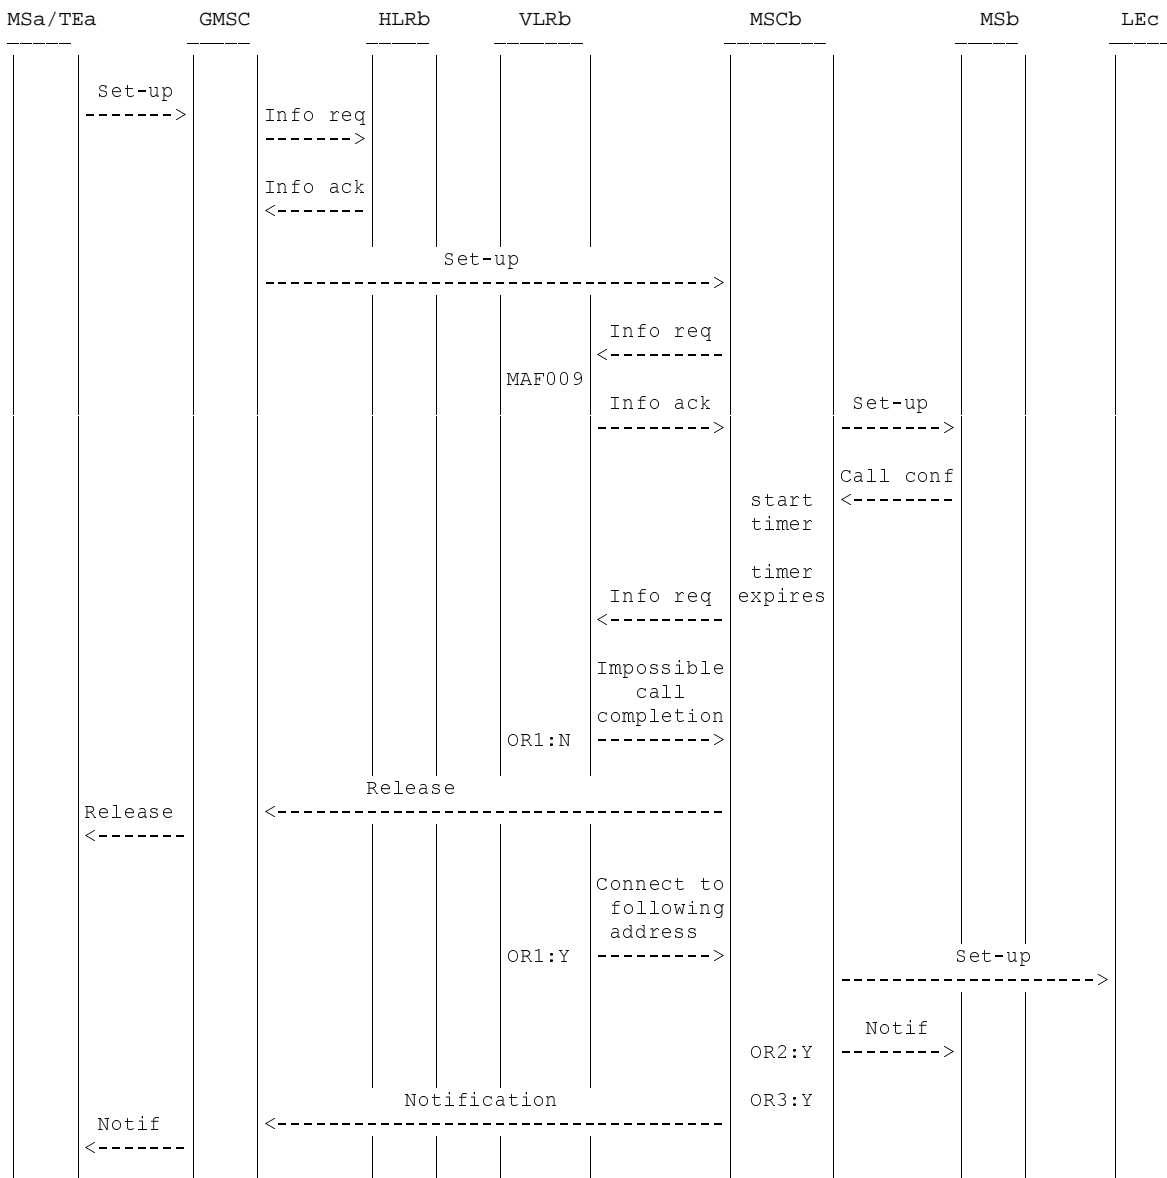 MSa/TEa GMSC HLRb VLRb MSCb MSb LEc
Set-up
Info req
Info ack
Set-up
Info req
MAF009
Info ack Set-up
Call conf
start
timer
timer
Info req expires
Impossible
call
completion
OR1:N
Release
Release
Connect to
following
address
OR1:Y Set-up
Notif
OR2:Y
Notification OR3:Y
Notif